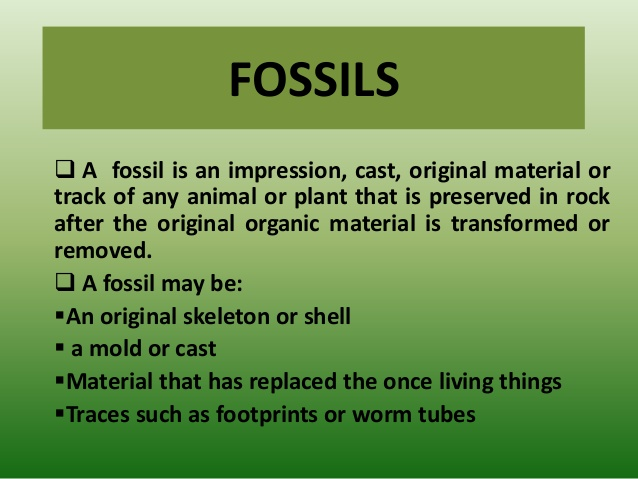 FOSSILS
❑ A fossil is an impression, cast, original material or
track of any animal or plant that is preserved in rock
after the original organic material is transformed or
removed.
❑ A fossil may be:
▪An original skeleton or shell
▪ a mold or cast
▪Material that has replaced the once living things
▪Traces such as footprints or worm tubes